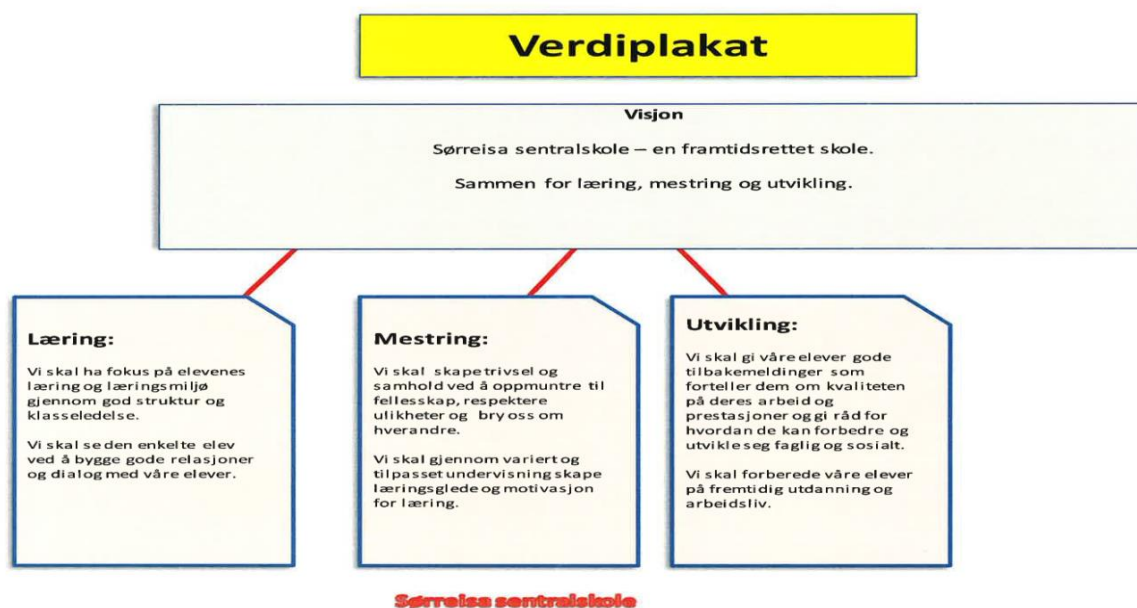 Verdiplakat
Visjon
Sørreisa sentralskole – en framtidsrettet skole.
Sammen for læring, mestring og utvikling.
Læring:
Vi skal ha fokus på elevenes
læring og læringsmiljø
gjennom god struktur og
klasseledelse.
Vi skal se den enkelte elev
ved å bygge gode relasjoner
og dialog med våre elever.
Mestring:
Vi skal skape trivsel og
samhold ved å oppmuntre til
fellesskap, respektere
ulikheter og bry oss om
hverandre.
Vi skal gjennom variert og
tilpasset undervisning skape
læringsglede og motivasjon
for læring.
Utvikling:
Vi skal gi våre elever gode
tilbakemeldinger som
forteller dem om kvaliteten
på deres arbeid og
prestasjoner og gi råd for
hvordan de kan forbedre og
utvikle seg faglig og sosialt.
Vi skal forberede våre elever
på fremtidig utdanning og
arbeidsliv.
Sørreisa sentralskole